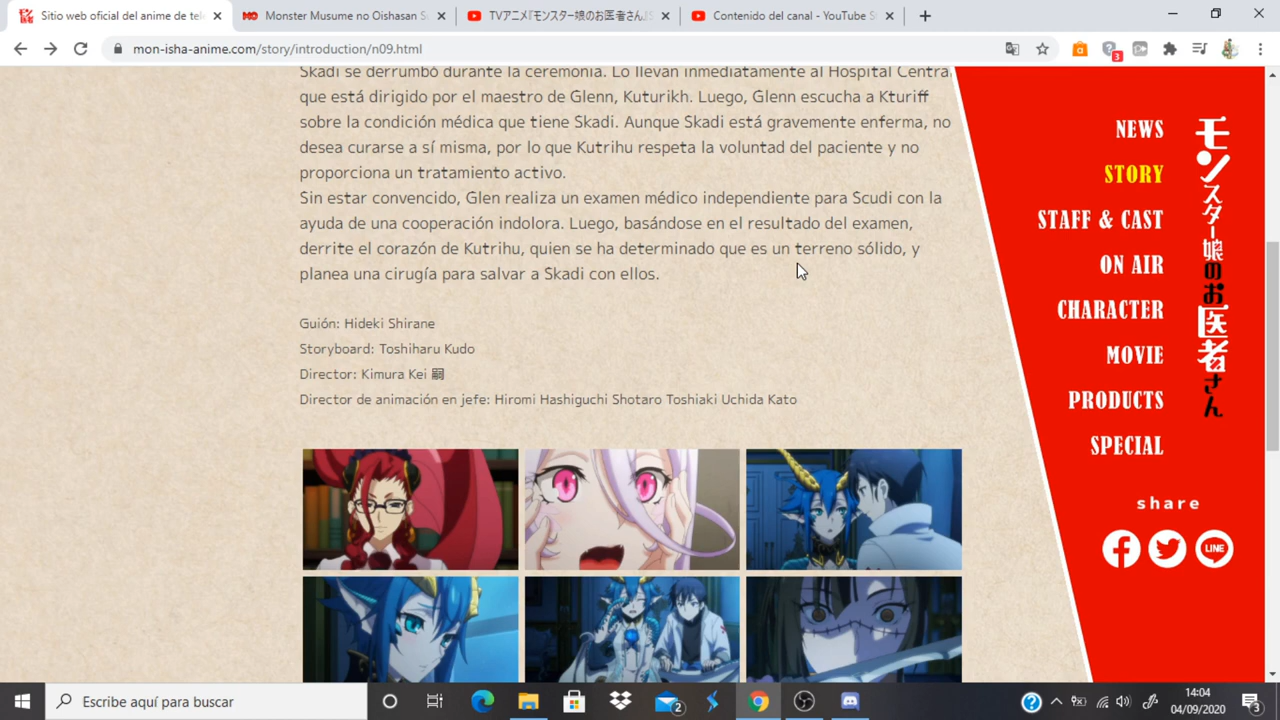 Sitio web oficial del anime de tele
Monster Musume no Oishasan S
TVアニメ『モンスター娘のお医者さん』S
Contenido del canal - YouTube S
mon-isha-anime.com/story/introduction/n09.html
3
Skadi se derrumbó durante la ceremonia. Lo llevan inmediatamente al Hospital Central
que está dirigido por el maestro de Glenn, Kuturikh. Luego, Glenn escucha a Kturiff
sobre la condición médica que tiene Skadi. Aunque Skadi está gravemente enferma, no
desea curarse a sí misma, por lo que Kutrihu respeta la voluntad del paciente y no
proporciona un tratamiento activo.
Sin estar convencido, Glen realiza un examen médico independiente para Scudi con la
ayuda de una cooperación indolora. Luego, basándose en el resultado del examen,
derrite el corazón de Kutrihu, quien se ha determinado que es un terreno sólido, y
planea una cirugía para salvar a Skadi con ellos.
Guión: Hideki Shirane
Storyboard: Toshiharu Kudo
Director: Kimura Kei 嗣
Director de animación en jefe: Hiromi Hashiguchi Shotaro Toshiaki Uchida Kato
NEWS
STORY
STAFF & CAST
ON AIR
CHARACTER
MOVIE
PRODUCTS
SPECIAL
モンスター娘のお医者さん
share
LINE
Escribe aquí para buscar
2
14:04
04/09/2020
3